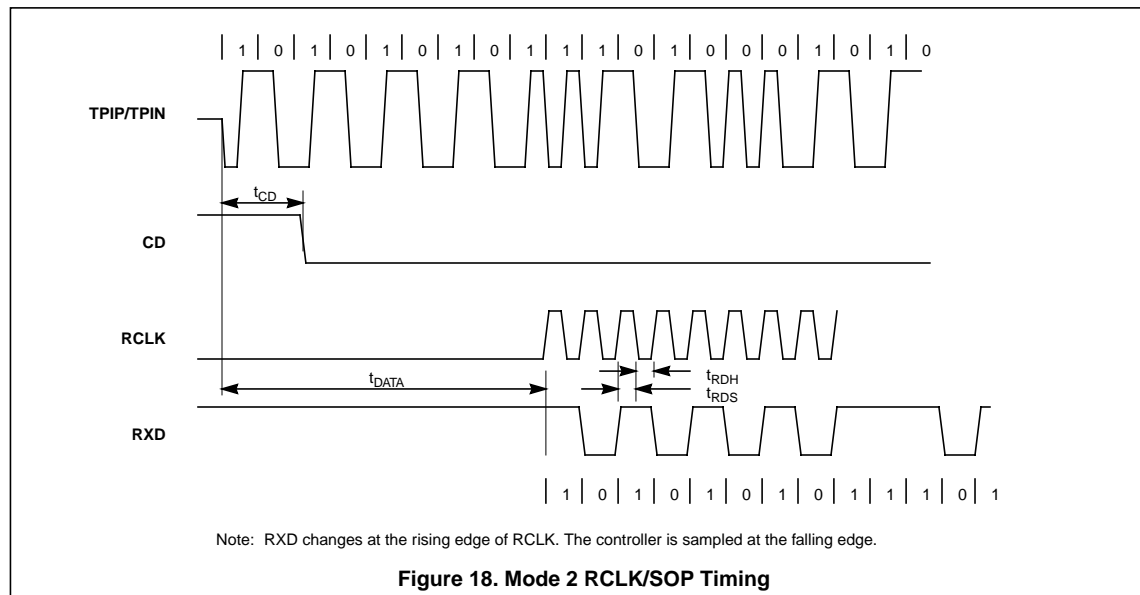 1 0 1 0 1 0 1 0 1 1 1 0 1 0 0 0 1 0 1 0
TPIP/TPIN
tCD
CD
RCLK
tRDH
tDATA
tRDS
RXD
1 0 1 0 1 0 1 0 1 1 1 0 1
Note: RXD changes at the rising edge of RCLK. The controller is sampled at the falling edge.
Figure 18. Mode 2 RCLK/SOP Timing